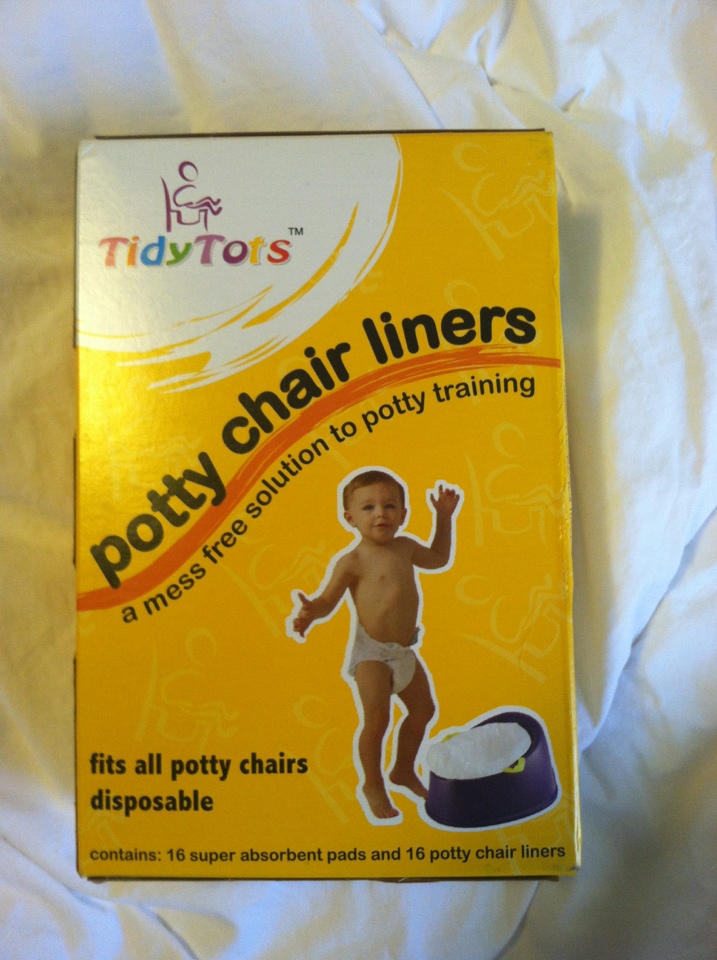 TidyTots™
potty chair liners
a mess free solution to potty training
fits all potty chairs
disposable
contains: 16 super absorbent pads and 16 potty chair liners